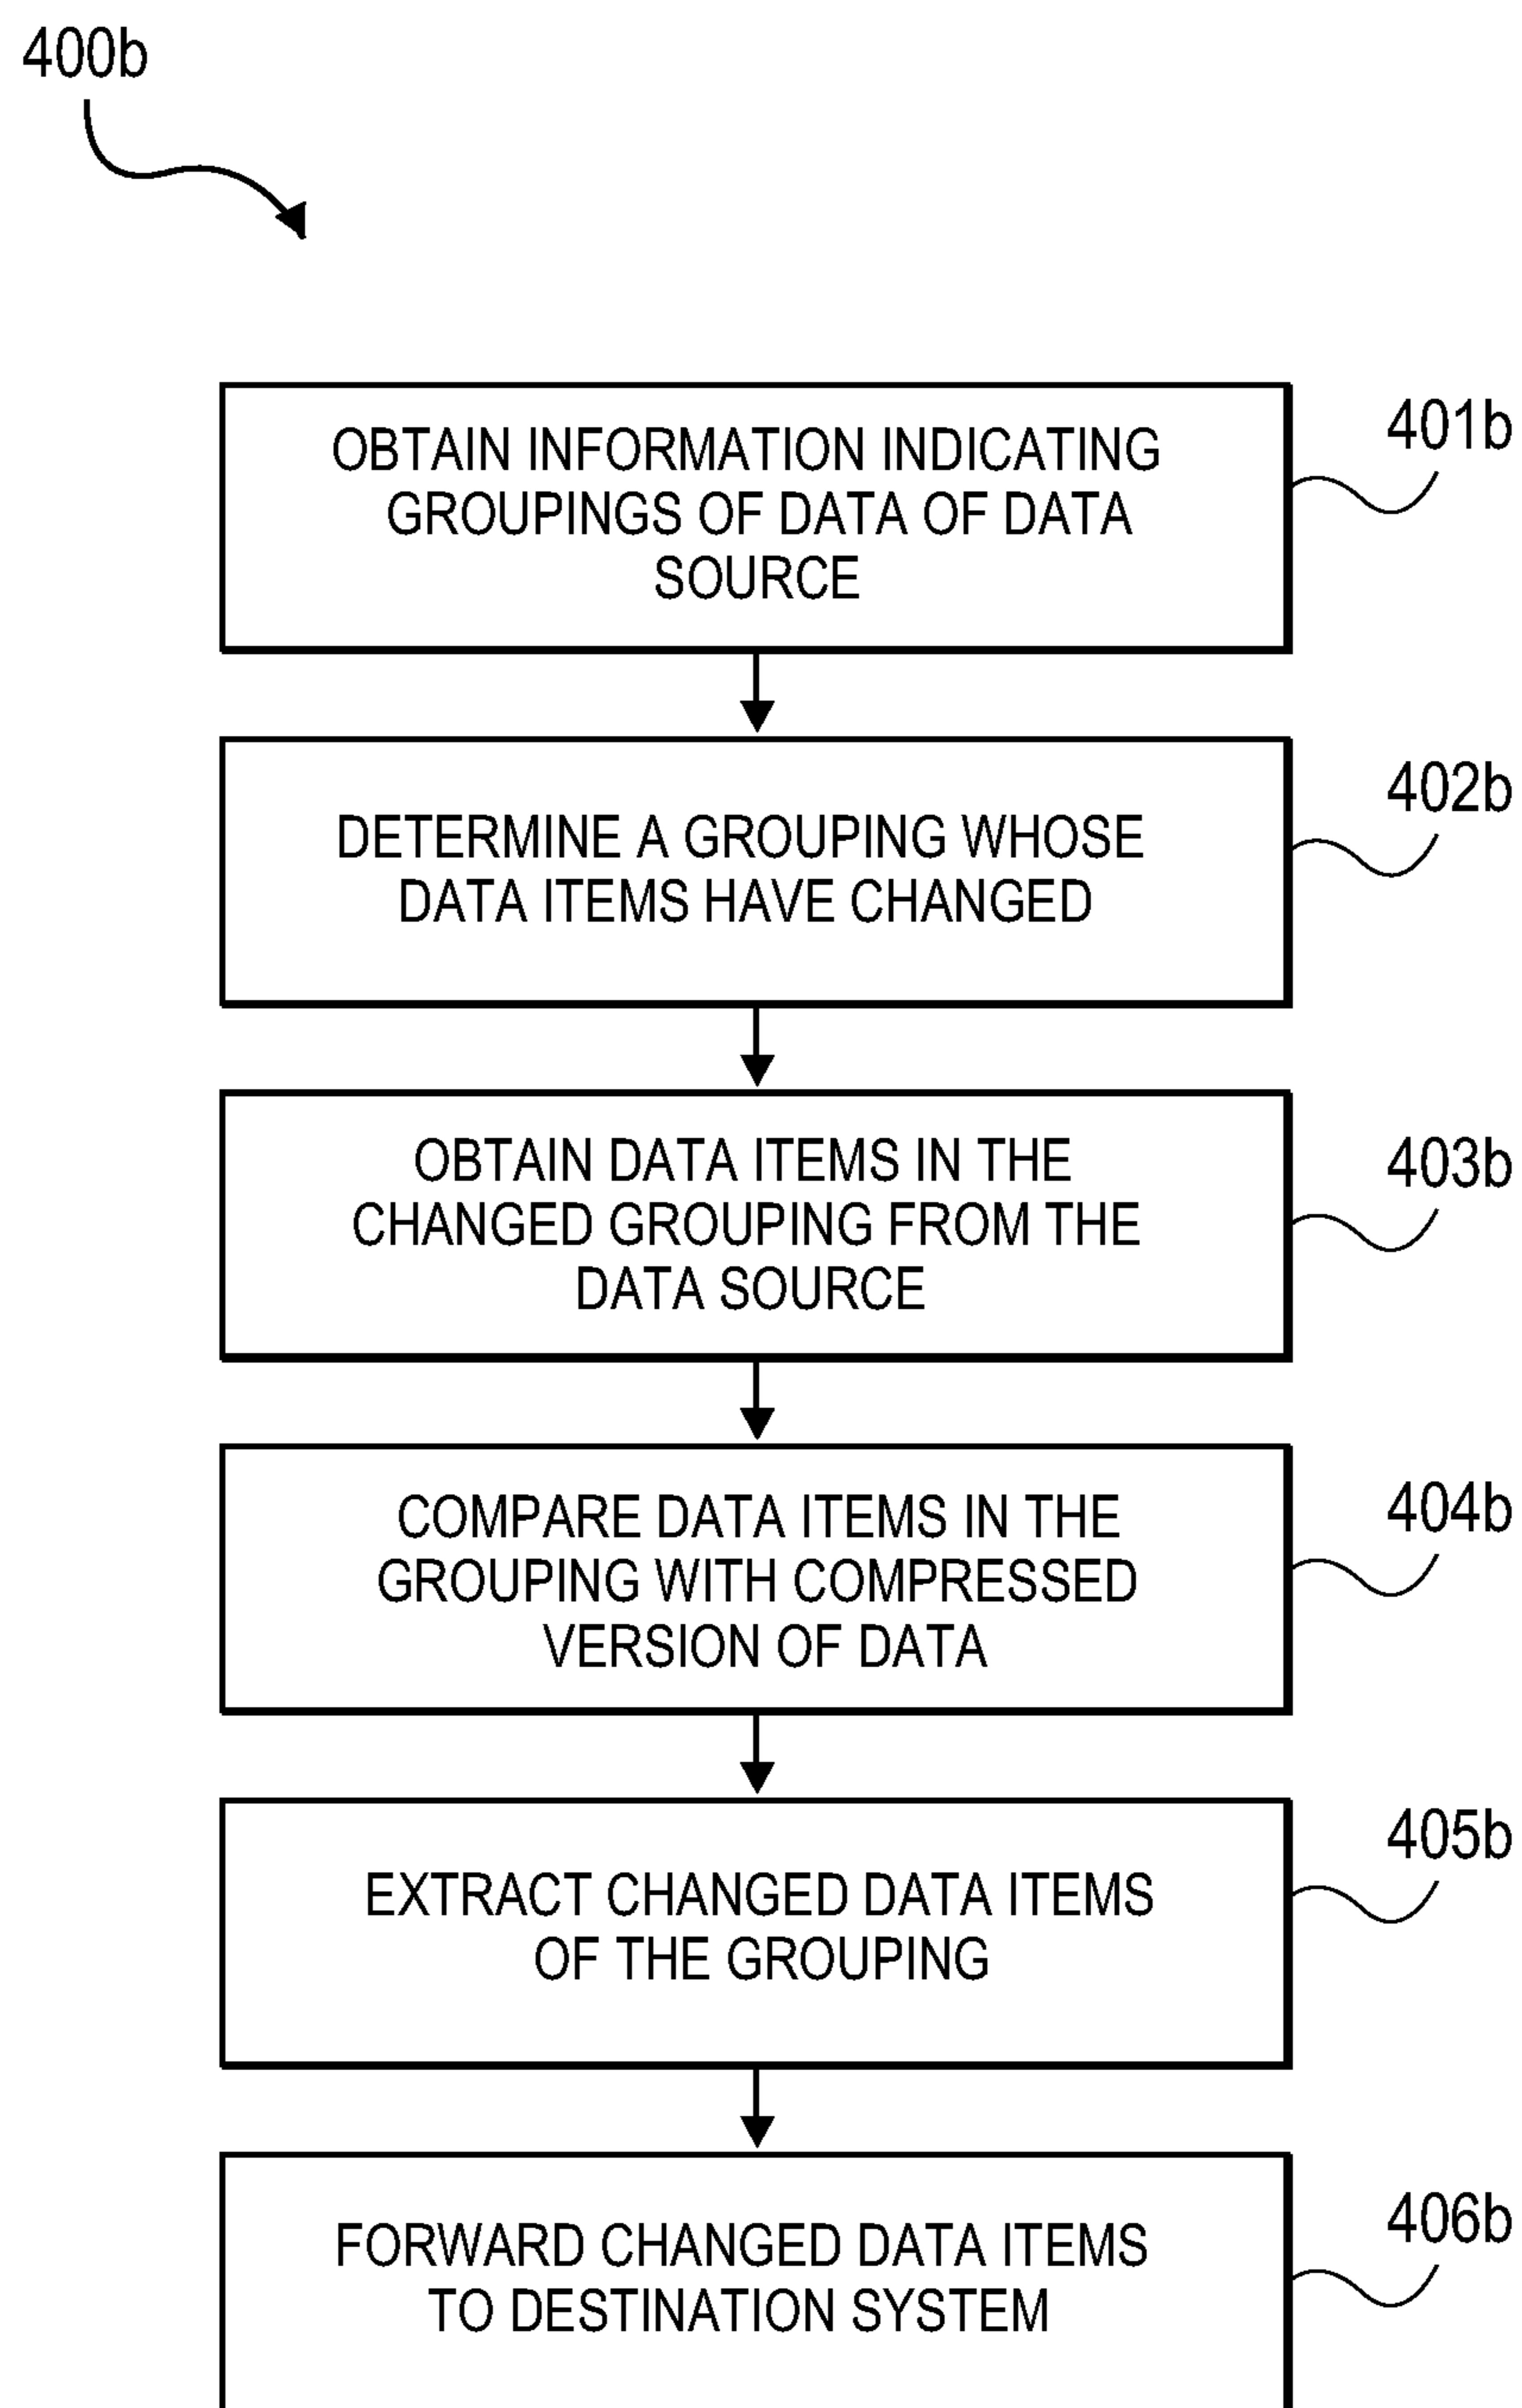 400b
OBTAIN INFORMATION INDICATING
GROUPINGS OF DATA OF DATA
SOURCE
401b
DETERMINE A GROUPING WHOSE
DATA ITEMS HAVE CHANGED
402b
OBTAIN DATA ITEMS IN THE
CHANGED GROUPING FROM THE
DATA SOURCE
403b
COMPARE DATA ITEMS IN THE
GROUPING WITH COMPRESSED
VERSION OF DATA
404b
EXTRACT CHANGED DATA ITEMS
OF THE GROUPING
405b
FORWARD CHANGED DATA ITEMS
TO DESTINATION SYSTEM
406b